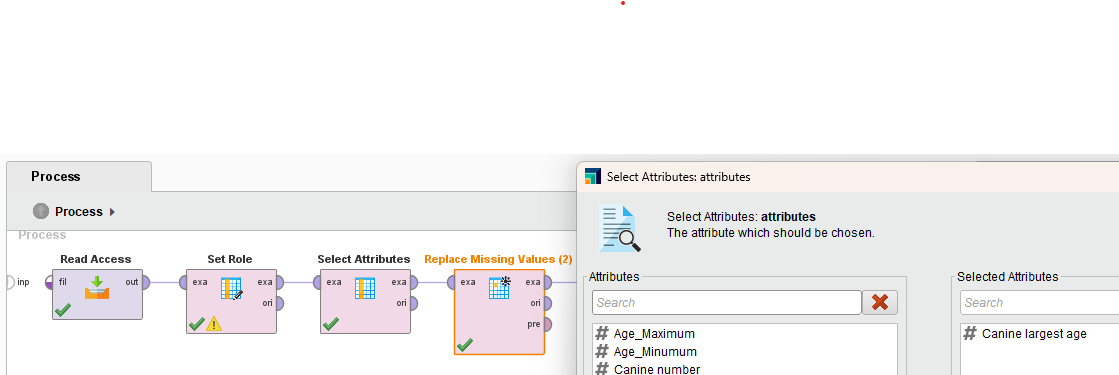 Process
Select Attributes: attributes
Process
Select Attributes: attributes
The attribute which should be chosen.
Process
Read Access
Set Role
Select Attributes
Replace Missing Values (2)
inp
fil
out
exa
exa
ori
exa
exa
ori
exa
exa
ori
pre
Attributes
Search
Age_Maximum
Age_Minumum
Canine number
Selected Attributes
Search
Canine largest age